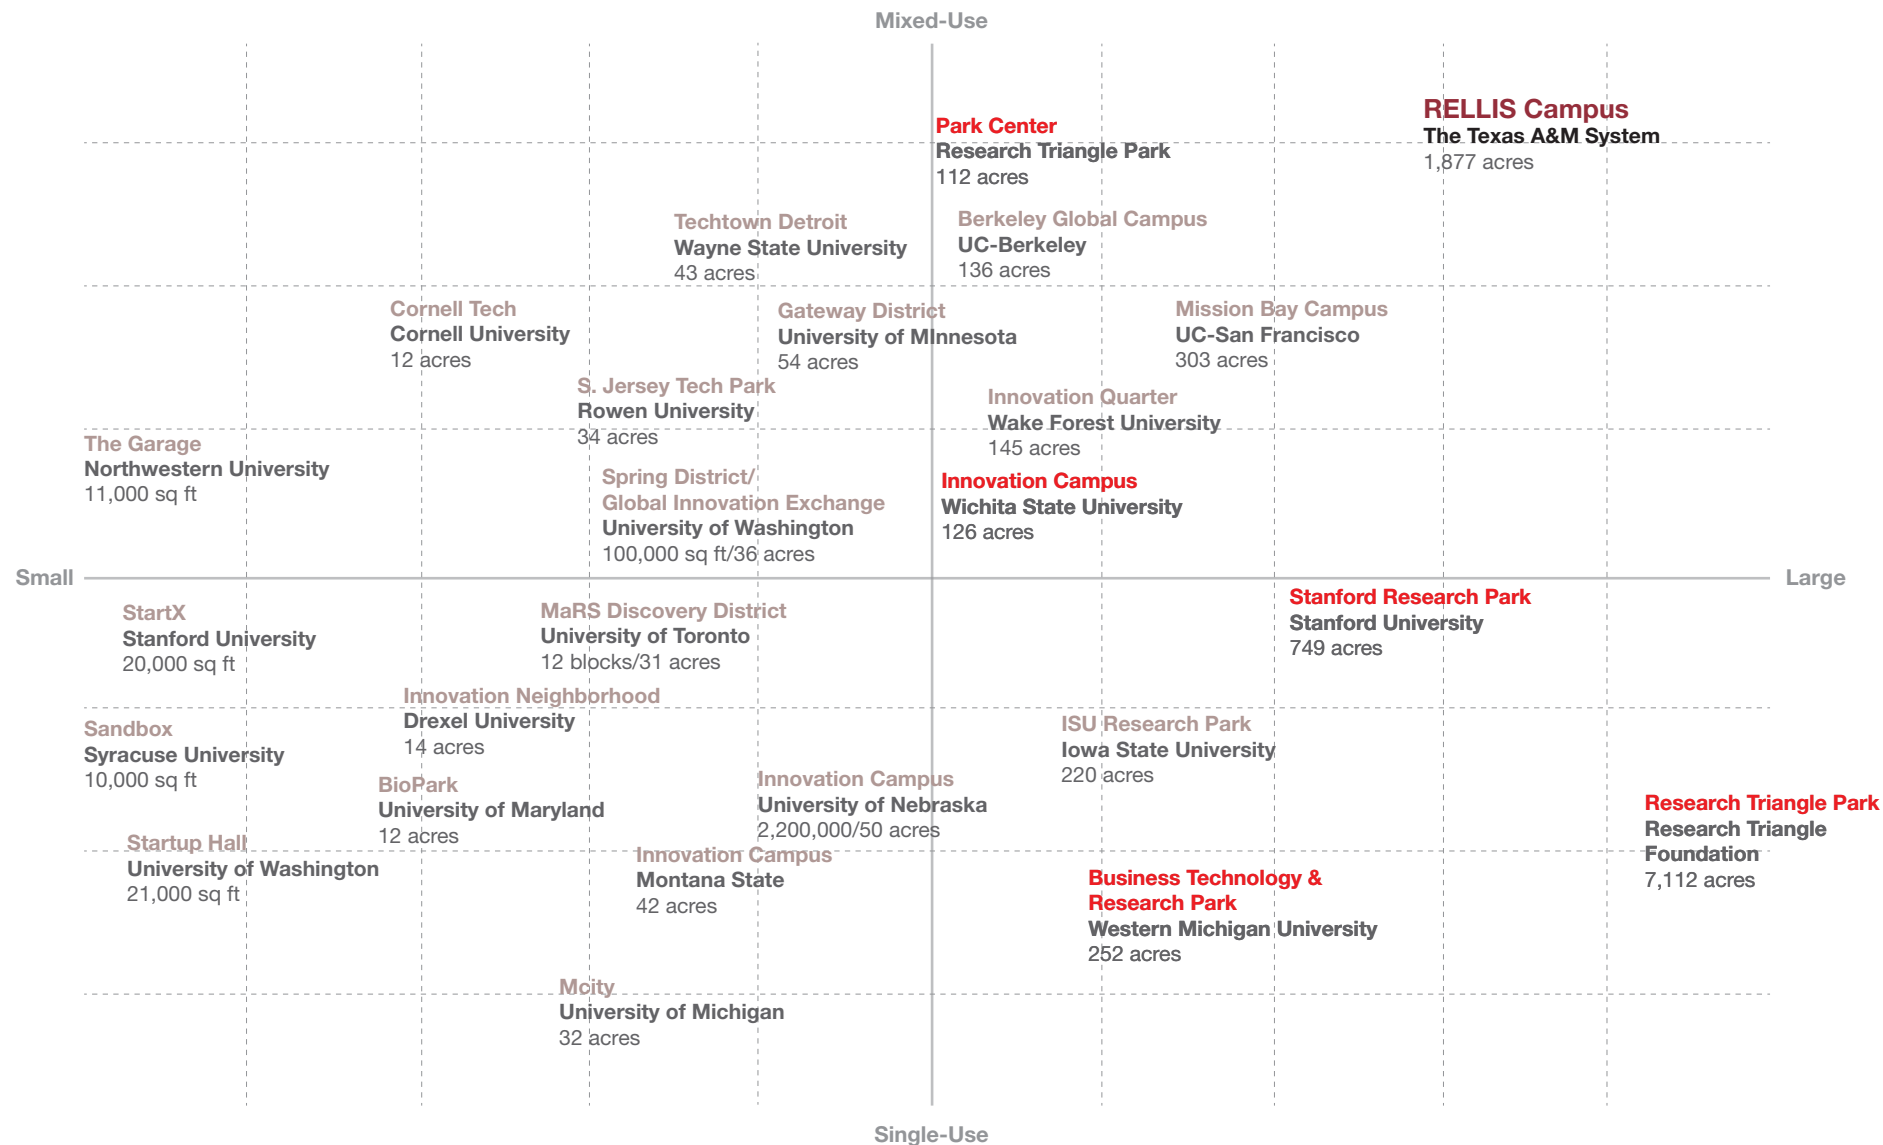 Mixed-Use
RELLIS Campus
The Texas A&M System
1,877 acres
Park Center
Research Triangle Park
112 acres
Techtown Detroit
Wayne State University
43 acres
Berkeley Global Campus
UC-Berkeley
136 acres
Cornell Tech
Cornell University
12 acres
Gateway District
University of MInnesota
54 acres
Mission Bay Campus
UC-San Francisco
303 acres
S. Jersey Tech Park
Rowen University
34 acres
Innovation Quarter
Wake Forest University
145 acres
The Garage
Northwestern University
11,000 sq ft
Spring District/
Global Innovation Exchange
University of Washington
100,000 sq ft/36 acres
Innovation Campus
Wichita State University
126 acres
Small
Large
StartX
Stanford University
20,000 sq ft
MaRS Discovery District
University of Toronto
12 blocks/31 acres
Stanford Research Park
Stanford University
749 acres
Innovation Neighborhood
Drexel University
14 acres
Sandbox
Syracuse University
10,000 sq ft
ISU Research Park
Iowa State University
220 acres
BioPark
University of Maryland
12 acres
Innovation Campus
University of Nebraska
2,200,000/50 acres
Research Triangle Park
Research Triangle
Foundation
7,112 acres
Startup Hall
University of Washington
21,000 sq ft
Innovation Campus
Montana State
42 acres
Business Technology &
Research Park
Western Michigan University
252 acres
Mcity
University of Michigan
32 acres
Single-Use